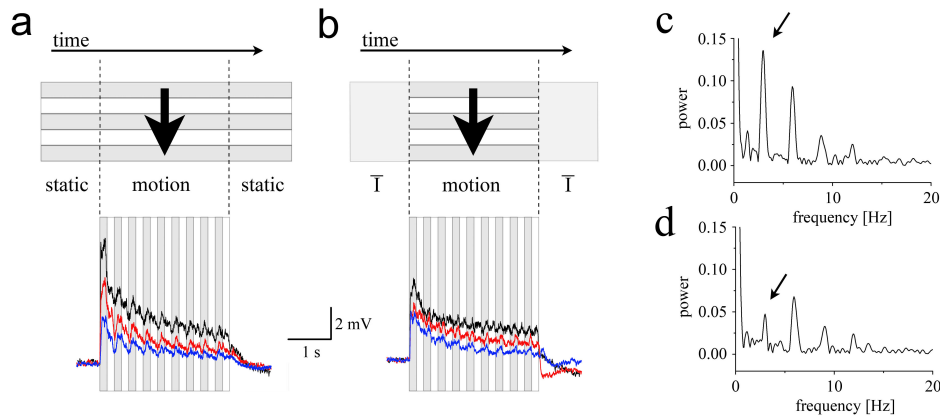 a
time
static
motion
static
2 mV
1 s
b
time
I
motion
I
c
0.15
0.10
0.05
0.00
power
0
10
20
frequency [Hz]
d
0.15
0.10
0.05
0.00
power
0
10
20
frequency [Hz]